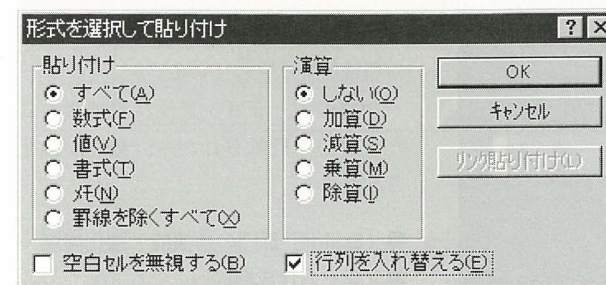 形式を選択して貼り付け
貼り付け
すべて(A)
数式(F)
値(V)
書式(T)
メモ(N)
罫線を除くすべて(X)
演算
しない(O)
加算(D)
減算(S)
乗算(M)
除算(I)
OK
キャンセル
リンク貼り付け(L)
空白セルを無視する(B)
行列を入れ替える(E)